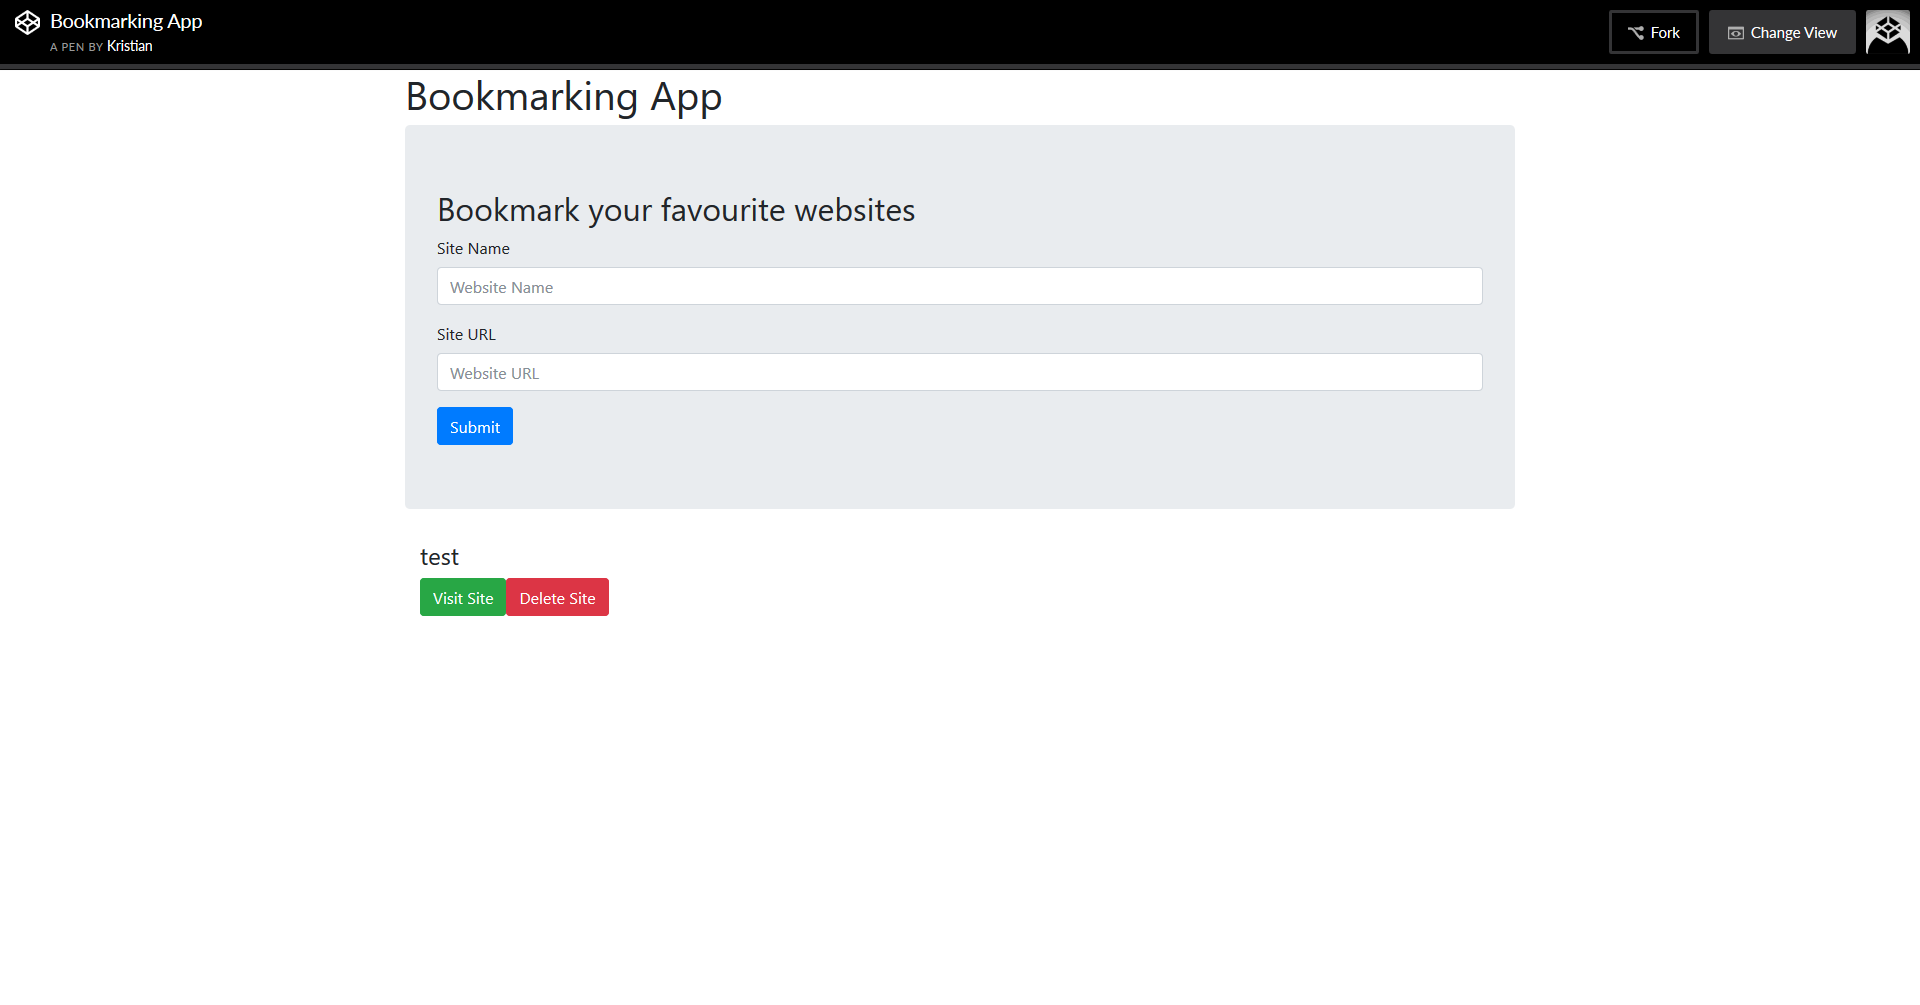 Bookmarking App
A PEN BY Kristian
Fork
Change View
Bookmarking App
Bookmark your favourite websites
Site Name
Website Name
Site URL
Website URL
Submit
test
Visit Site Delete Site